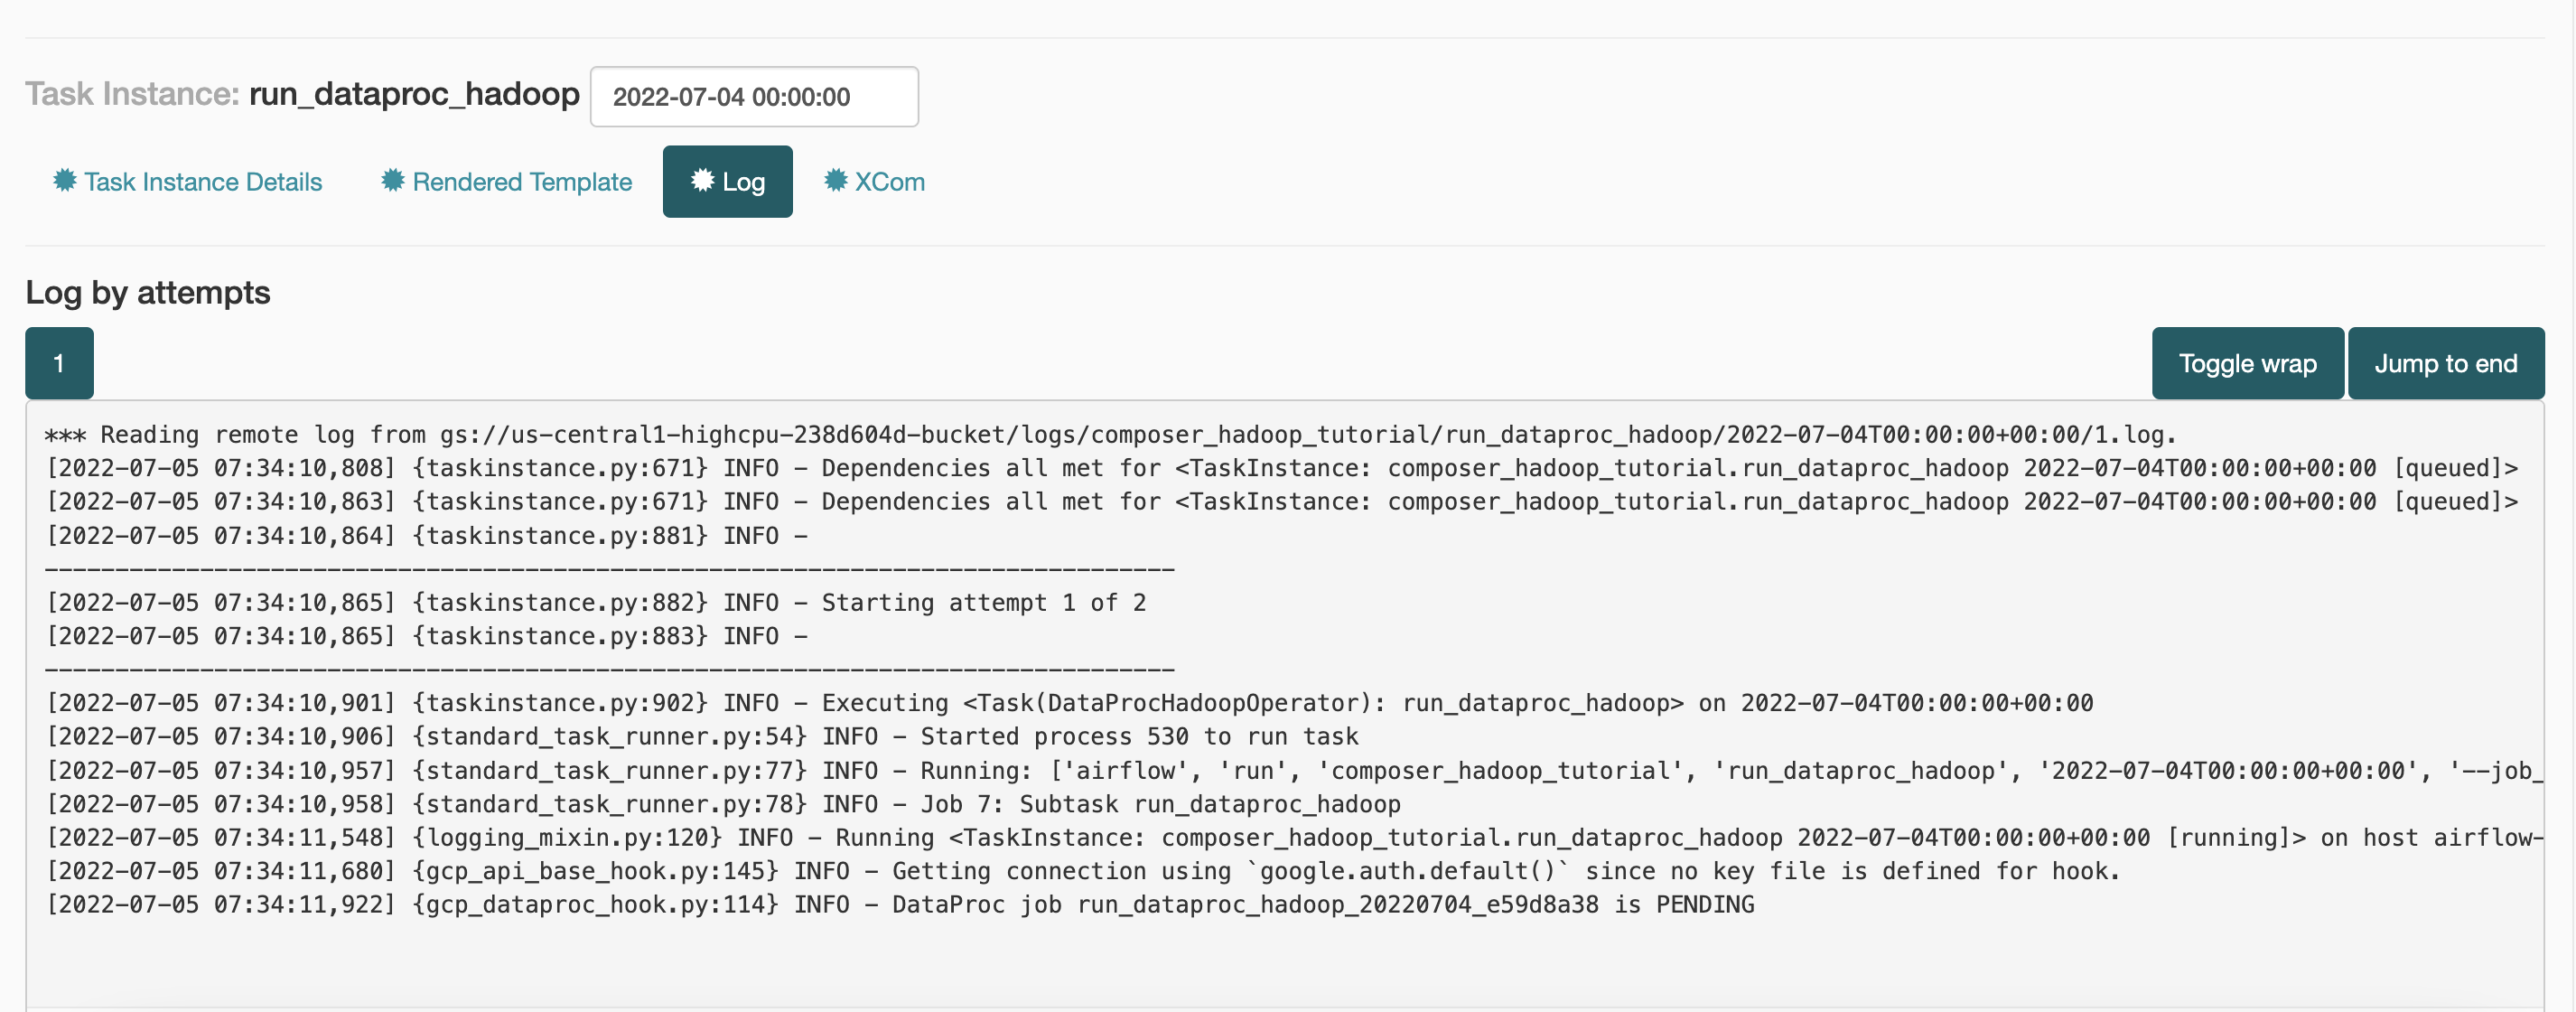 Task Instance: run_dataproc_hadoop 2022-07-04 00:00:00
Task Instance Details Rendered Template Log XCom
Log by attempts
1 Toggle wrap Jump to end
*** Reading remote log from gs://us-central1-highcpu-238d604d-bucket/logs/composer_hadoop_tutorial/run_dataproc_hadoop/2022-07-04T00:00:00+00:00/1.log.
[2022-07-05 07:34:10,808] {taskinstance.py:671} INFO - Dependencies all met for <TaskInstance: composer_hadoop_tutorial.run_dataproc_hadoop 2022-07-04T00:00:00+00:00 [queued]>
[2022-07-05 07:34:10,863] {taskinstance.py:671} INFO - Dependencies all met for <TaskInstance: composer_hadoop_tutorial.run_dataproc_hadoop 2022-07-04T00:00:00+00:00 [queued]>
[2022-07-05 07:34:10,864] {taskinstance.py:881} INFO -
--------------------------------------------------------------------------------
[2022-07-05 07:34:10,865] {taskinstance.py:882} INFO - Starting attempt 1 of 2
[2022-07-05 07:34:10,865] {taskinstance.py:883} INFO -
--------------------------------------------------------------------------------
[2022-07-05 07:34:10,901] {taskinstance.py:902} INFO - Executing <Task(DataProcHadoopOperator): run_dataproc_hadoop> on 2022-07-04T00:00:00+00:00
[2022-07-05 07:34:10,906] {standard_task_runner.py:54} INFO - Started process 530 to run task
[2022-07-05 07:34:10,957] {standard_task_runner.py:77} INFO - Running: ['airflow', 'run', 'composer_hadoop_tutorial', 'run_dataproc_hadoop', '2022-07-04T00:00:00+00:00', '--job_
[2022-07-05 07:34:10,958] {standard_task_runner.py:78} INFO - Job 7: Subtask run_dataproc_hadoop
[2022-07-05 07:34:11,548] {logging_mixin.py:120} INFO - Running <TaskInstance: composer_hadoop_tutorial.run_dataproc_hadoop 2022-07-04T00:00:00+00:00 [running]> on host airflow-
[2022-07-05 07:34:11,680] {gcp_api_base_hook.py:145} INFO - Getting connection using `google.auth.default()` since no key file is defined for hook.
[2022-07-05 07:34:11,922] {gcp_dataproc_hook.py:114} INFO - DataProc job run_dataproc_hadoop_20220704_e59d8a38 is PENDING